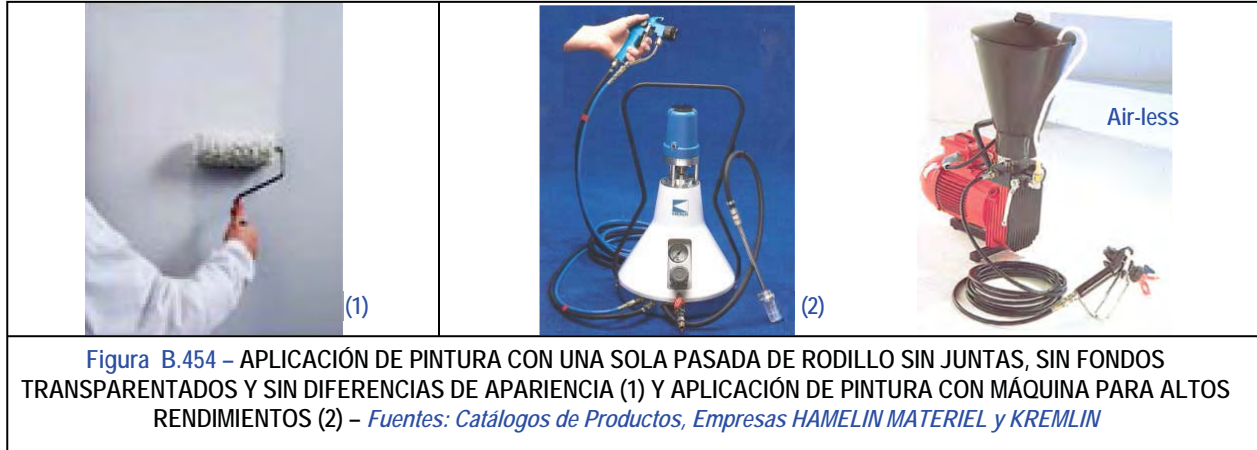 (1)
(2)
Air-less
Figura B.454 – APLICACIÓN DE PINTURA CON UNA SOLA PASADA DE RODILLO SIN JUNTAS, SIN FONDOS
TRANSPARENTADOS Y SIN DIFERENCIAS DE APARIENCIA (1) Y APLICACIÓN DE PINTURA CON MÁQUINA PARA ALTOS
RENDIMIENTOS (2) – Fuentes: Catálogos de Productos, Empresas HAMELIN MATERIEL y KREMLIN